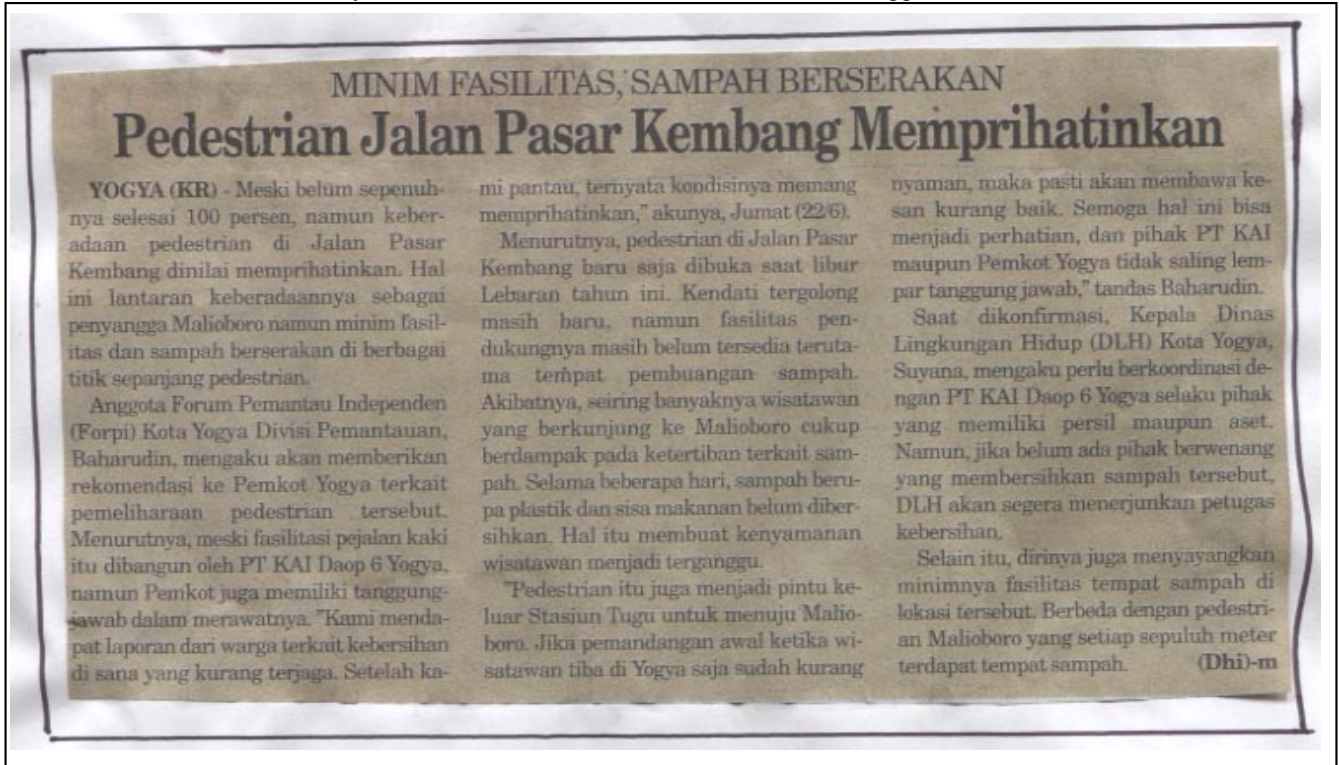 MINIM FASILITAS, SAMPAH BERSERAKAN
Pedestrian Jalan Pasar Kembang Memprihatinkan
YOGYA (KR) - Meski belum sepenuh-
nya selesai 100 persen, namun keber-
adaan pedestrian di Jalan Pasar
Kembang dinilai memprihatinkan. Hal
ini lantaran keberadaannya sebagai
penyangga Malioboro namun minim fasil-
itas dan sampah berserakan di berbagai
titik sepanjang pedestrian.
Anggota Forum Pemantau Independen
(Forpi) Kota Yogya Divisi Pemantauan,
Baharudin, mengaku akan memberikan
rekomendasi ke Pemkot Yogya terkait
pemeliharaan pedestrian tersebut.
Menurutnya, meski fasilitasi pejalan kaki
itu dibangun oleh PT KAI Daop 6 Yogya,
namun Pemkot juga memiliki tanggung-
jawab dalam merawatnya. "Kami menda-
pat laporan dari warga terkait kebersihan
di sana yang kurang terjaga. Setelah ka-
mi pantau, ternyata kondisinya memang
memprihatinkan," akunya, Jumat (22/6).
Menurutnya, pedestrian di Jalan Pasar
Kembang baru saja dibuka saat libur
Lebaran tahun ini. Kendati tergolong
masih baru, namun fasilitas pen-
dukungnya masih belum tersedia teruta-
ma tempat pembuangan sampah.
Akibatnya, seiring banyaknya wisatawan
yang berkunjung ke Malioboro cukup
berdampak pada ketertiban terkait sam-
pah. Selama beberapa hari, sampah beru-
pa plastik dan sisa makanan belum diber-
sihkan. Hal itu membuat kenyamanan
wisatawan menjadi terganggu.
"Pedestrian itu juga menjadi pintu ke-
luar Stasiun Tugu untuk menuju Malio-
boro. Jika pemandangan awal ketika wi-
satawan tiba di Yogya saja sudah kurang
nyaman, maka pasti akan membawa ke-
san kurang baik. Semoga hal ini bisa
menjadi perhatian, dan pihak PT KAI
maupun Pemkot Yogya tidak saling lem-
par tanggung jawab," tandas Baharudin.
Saat dikonfirmasi, Kepala Dinas
Lingkungan Hidup (DLH) Kota Yogya,
Suyana, mengaku perlu berkoordinasi de-
ngan PT KAI Daop 6 Yogya selaku pihak
yang memiliki persil maupun aset.
Namun, jika belum ada pihak berwenang
yang membersihkan sampah tersebut,
DLH akan segera menerjunkan petugas
kebersihan.
Selain itu, dirinya juga menyayangkan
minimnya fasilitas tempat sampah di
lokasi tersebut. Berbeda dengan pedestri-
an Malioboro yang setiap sepuluh meter
terdapat tempat sampah. (Dhi)-m